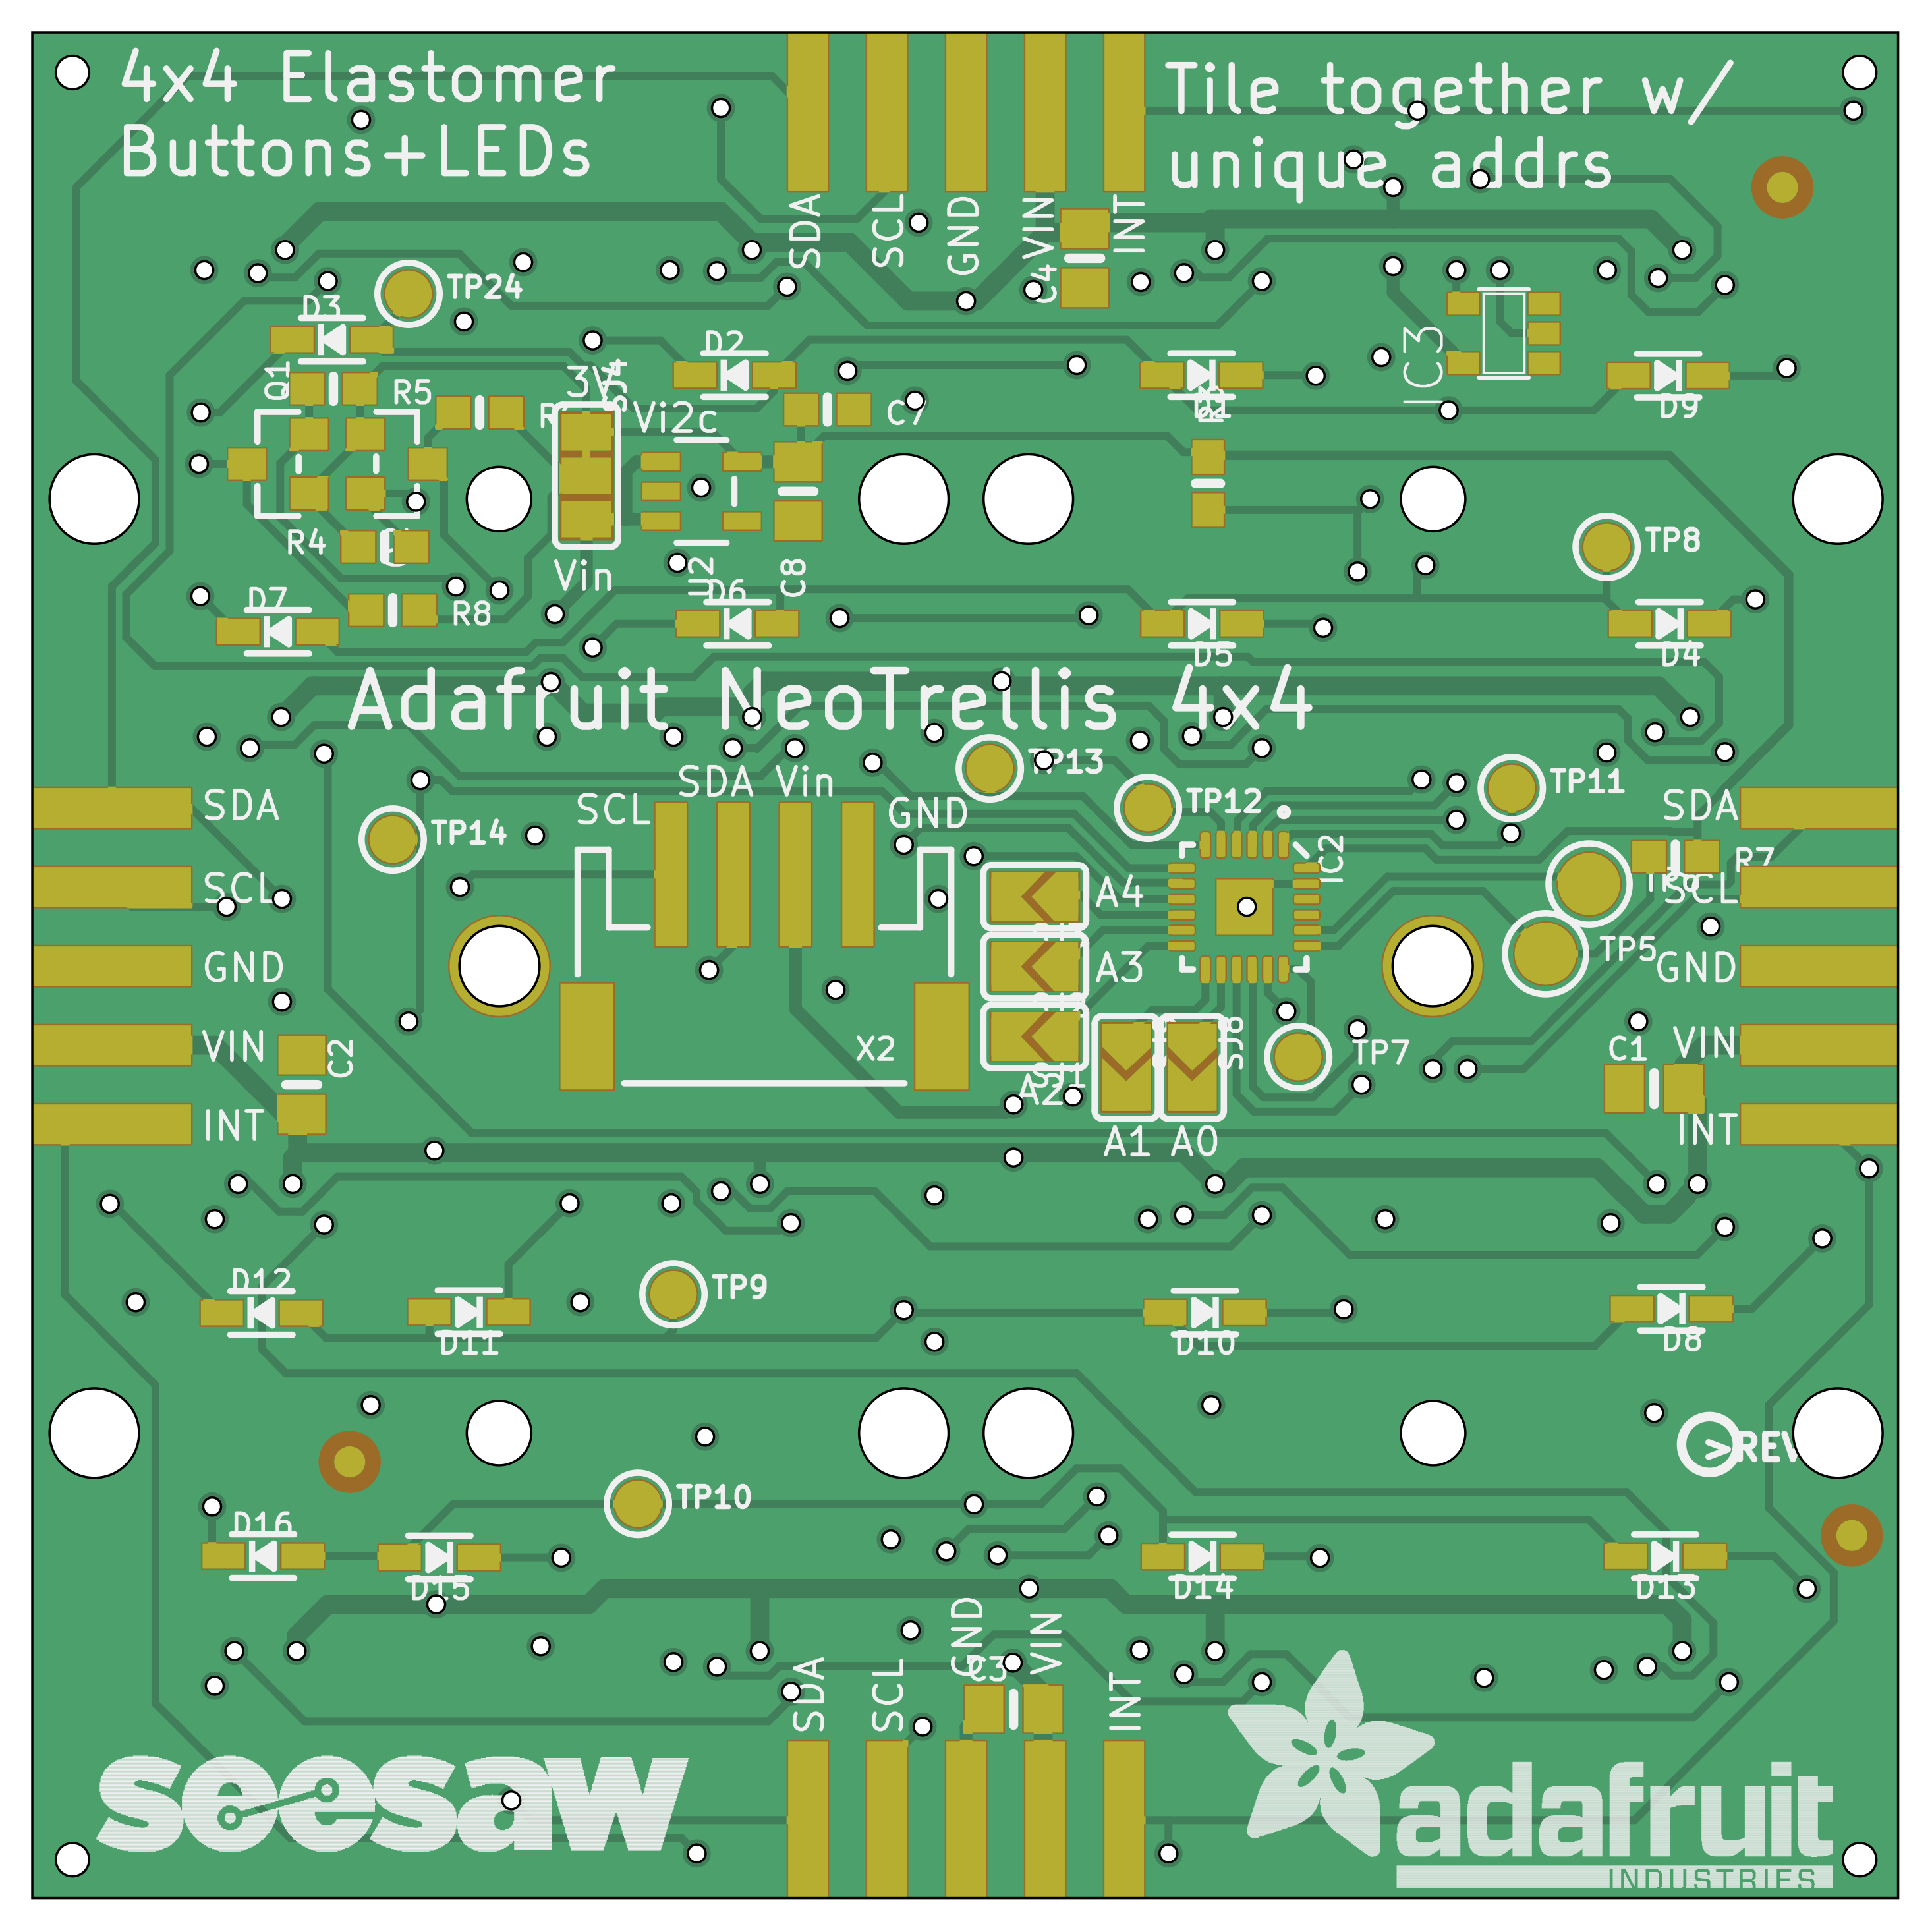 4x4 Elastomer
Buttons+LEDs
Tile together w/
unique addrs
SDA
SCL
GND
VIN
INT
C4
TP24
D3
D2
Q1
R5
3V
Vi2c
C7
IC3
D9
R4
Vin
U2
C8
TP8
D7
R8
D6
D5
D4
Adafruit NeoTrellis 4x4
SCL
SDA
Vin
GND
TP13
TP12
TP11
TP14
IC2
SDA
SCL
GND
VIN
INT
C2
A4
A3
A2
A1
A0
X2
TP7
TP5
R7
SDA
SCL
GND
VIN
INT
C1
D12
D11
TP9
D10
D8
>REV
TP10
D16
D15
D14
D13
SDA
SCL
GND
VIN
INT
C3
seesaw
adafruit
INDUSTRIES